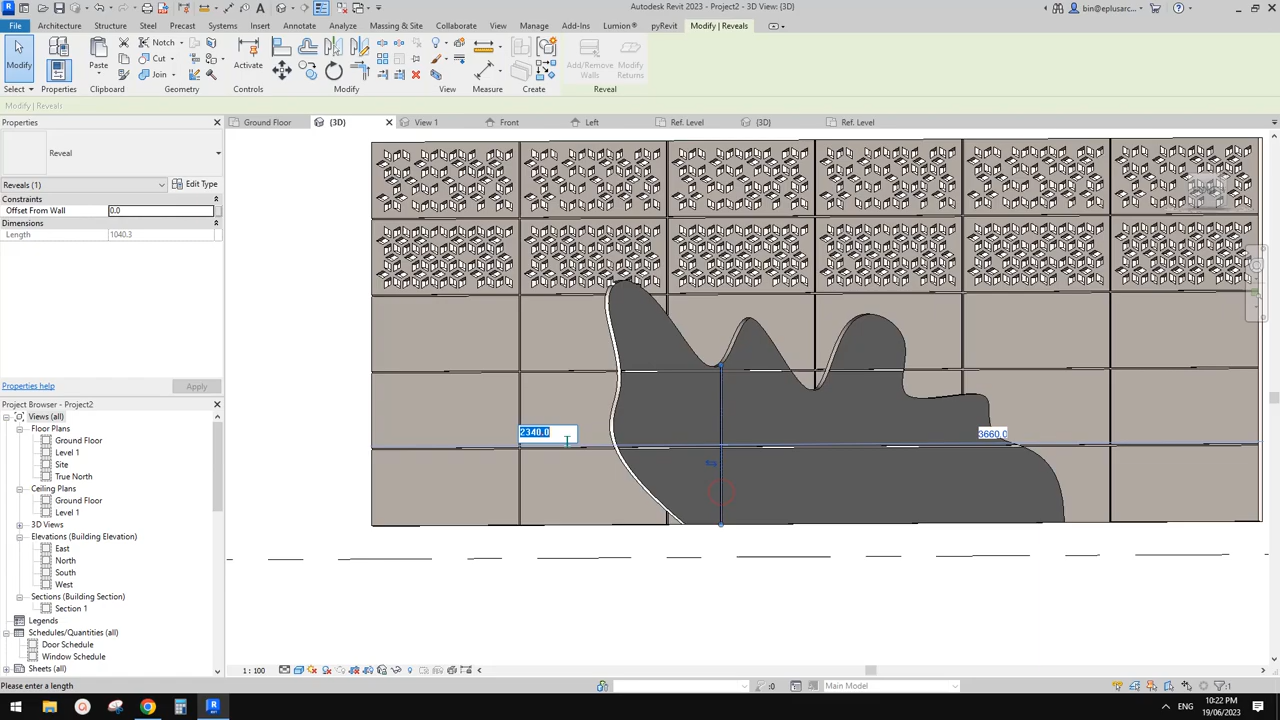 Autodesk Revit 2023 - Project2 - 3D View: {3D}
bin@eplusarc...
File Architecture Structure Steel Precast Systems Insert Annotate Analyze Massing & Site Collaborate View Manage Add-Ins Lumion® pyRevit Modify | Reveals
Modify
Paste
Notch
Cut
Join
Activate
Add/Remove Walls
Modify Returns
Select Properties Clipboard Geometry Controls Modify View Measure Create Reveal
Modify | Reveals
Properties
Ground Floor {3D} View 1 Front Left Ref. Level {3D} Ref. Level
Reveal
Reveals (1) Edit Type
Constraints
Offset From Wall 0.0
Dimensions
Length 1040.3
Properties help Apply
Project Browser - Project2
Views (all)
Floor Plans
Ground Floor
Level 1
Site
True North
Ceiling Plans
Ground Floor
Level 1
3D Views
Elevations (Building Elevation)
East
North
South
West
Sections (Building Section)
Section 1
Legends
Schedules/Quantities (all)
Door Schedule
Window Schedule
Sheets (all)
2340.0
3660.0
1 : 100
Please enter a length
:0
Main Model
:1
10:22 PM
19/06/2023